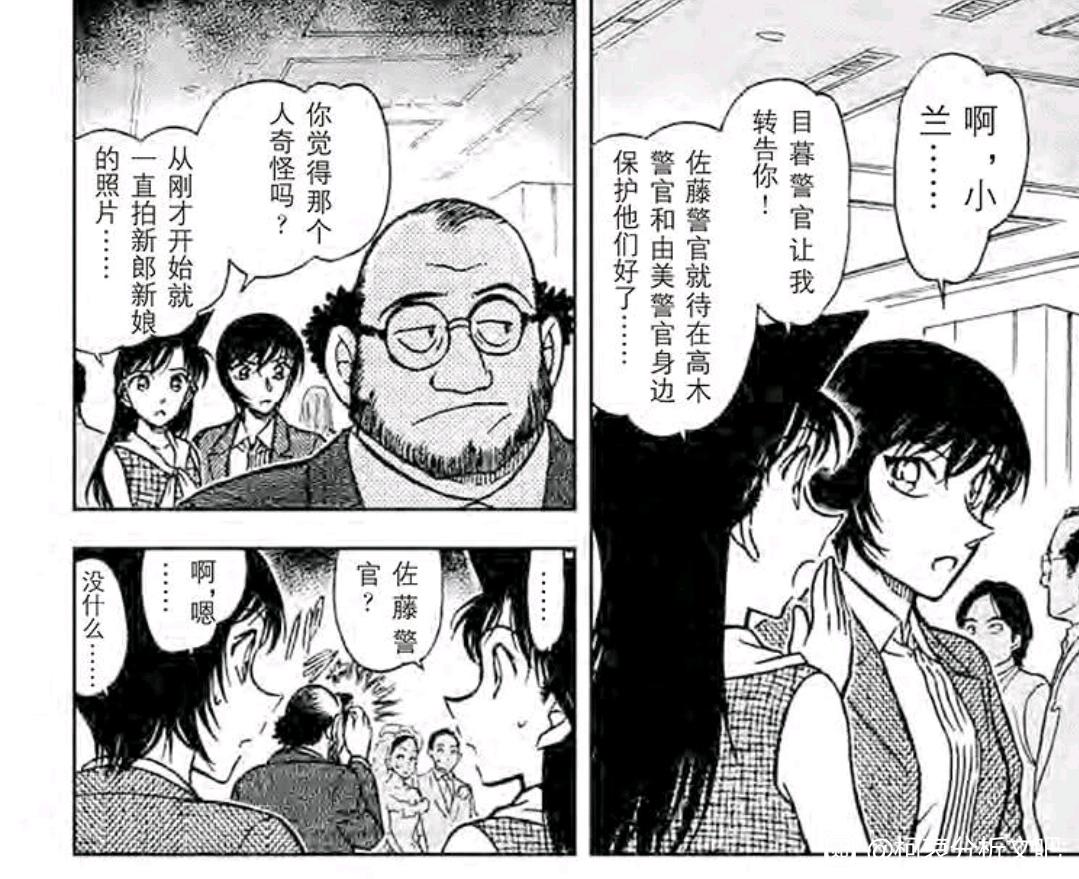 啊，小
兰……
目暮警官让我
转告你！
佐藤警官就待在高木
警官和由美警官身边
保护他们好了……
你觉得那个
人奇怪吗？
从刚才开始就
一直拍新郎新娘
的照片……
……
佐藤警
官？
啊，嗯
……
没什么……